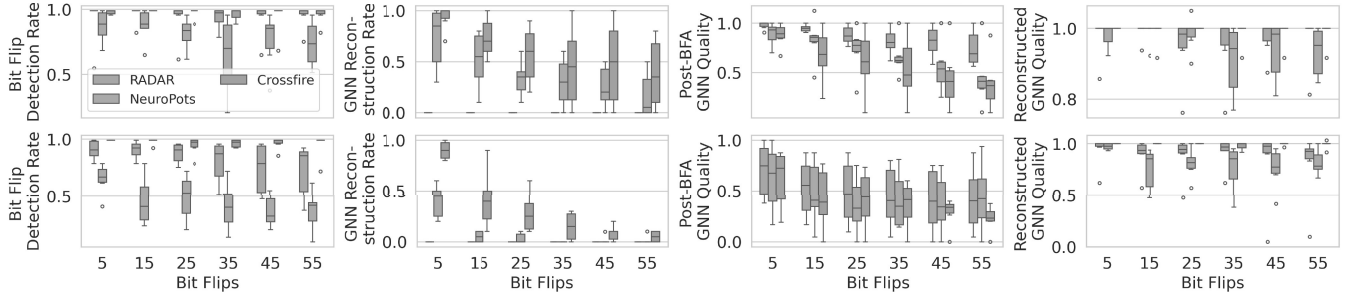 Bit Flip
Detection Rate
1.0
0.5
RADAR
NeuroPots
Crossfire
GNN Recon-
struction Rate
1.0
0.5
0.0
Post-BFA
GNN Quality
1.0
0.5
Reconstructed
GNN Quality
1.0
0.8
Bit Flip
Detection Rate
1.0
0.5
5 15 25 35 45 55
Bit Flips
GNN Recon-
struction Rate
1.0
0.5
0.0
5 15 25 35 45 55
Bit Flips
Post-BFA
GNN Quality
1.0
0.5
0.0
5 15 25 35 45 55
Bit Flips
Reconstructed
GNN Quality
1.0
0.5
0.0
5 15 25 35 45 55
Bit Flips